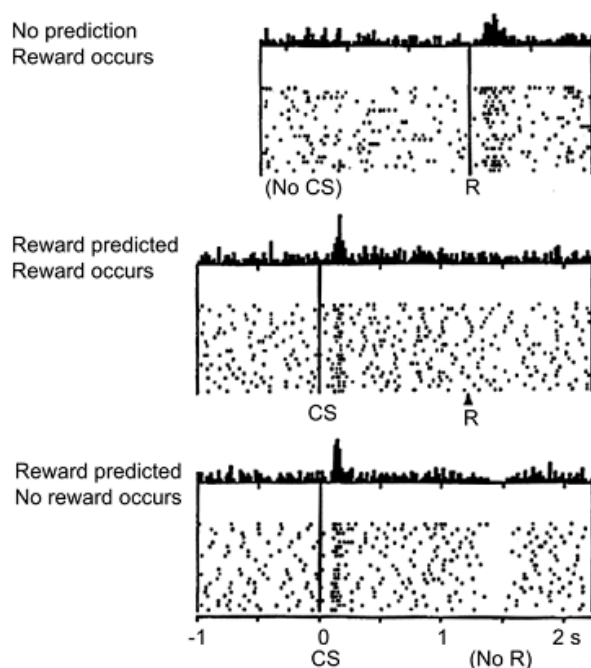 No prediction
Reward occurs
(No CS) R
Reward predicted
Reward occurs
CS
R
Reward predicted
No reward occurs
-1 0 1 2 s
CS (No R)